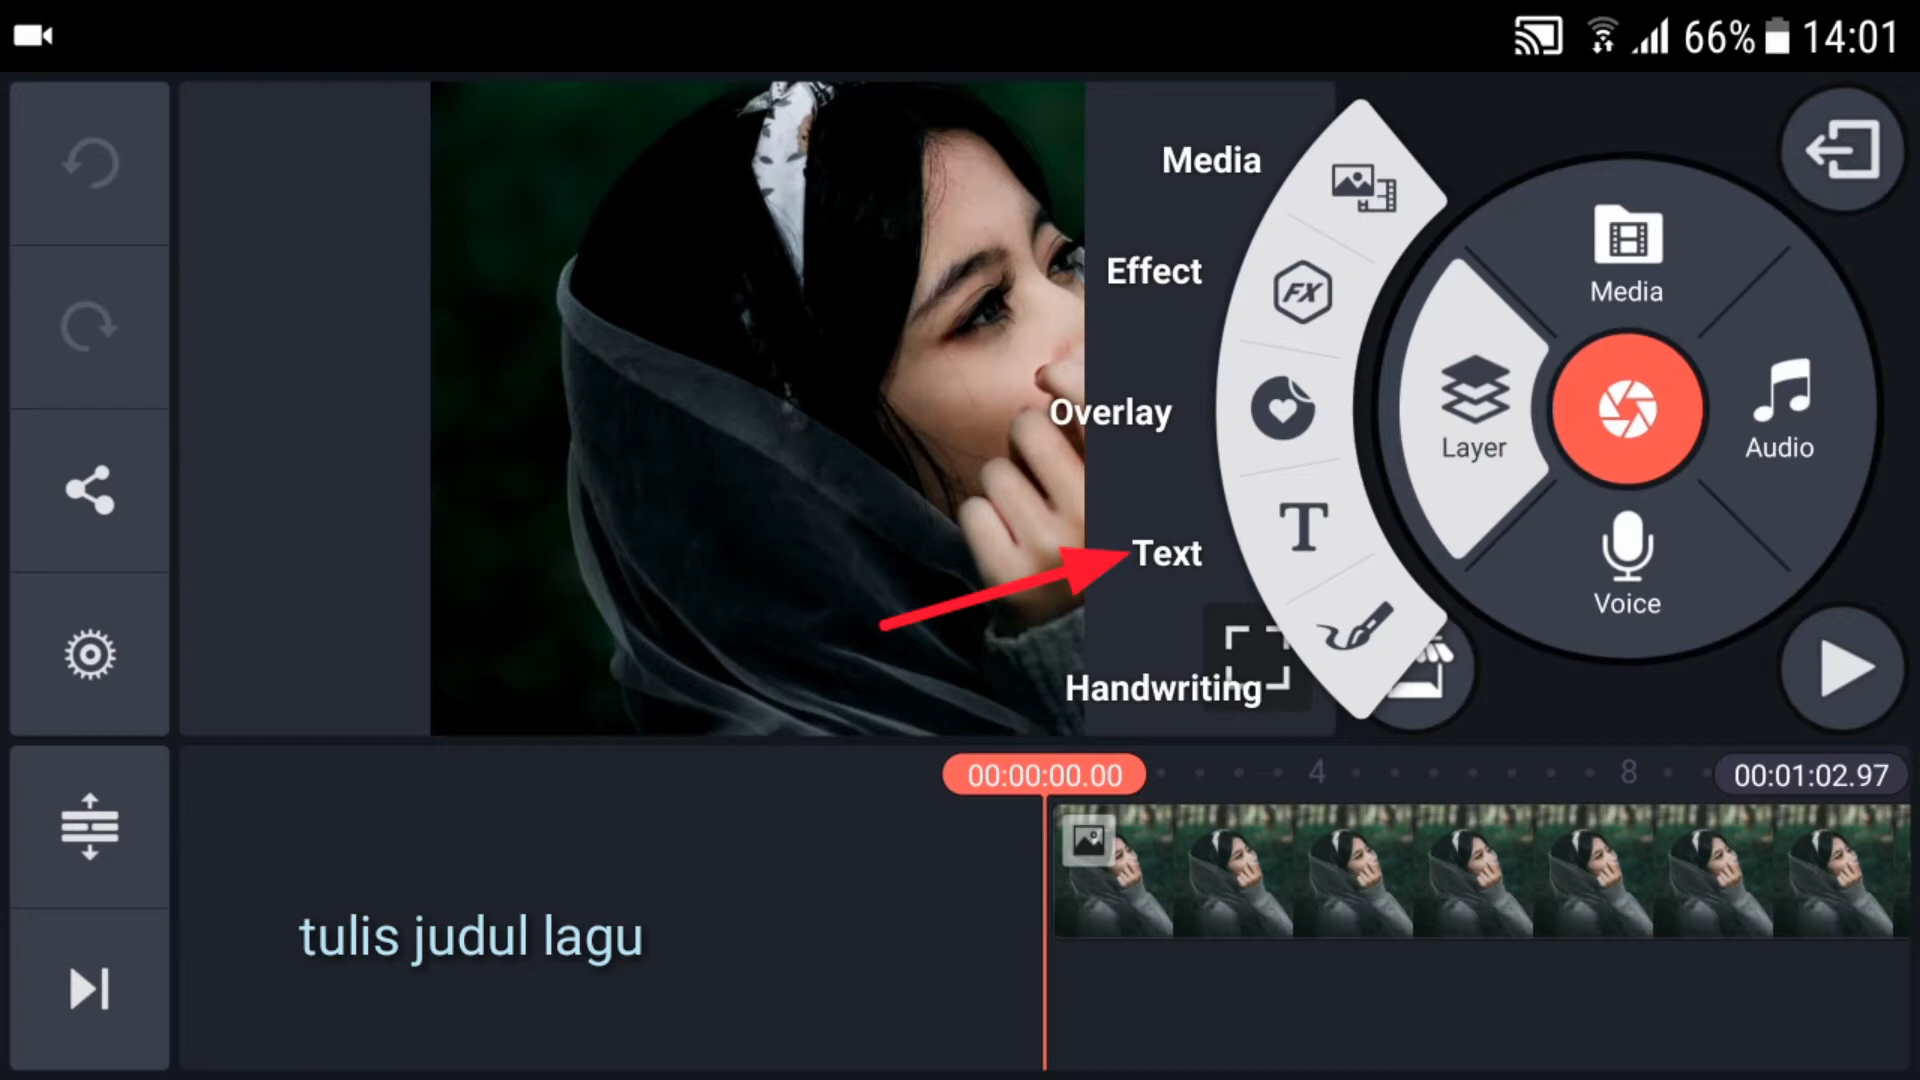 66% 14:01
Media
Effect
Overlay
Text
Handwriting
FX
T
Media
Layer
Audio
Voice
00:00:00.00
4
8
00:01:02.97
tulis judul lagu